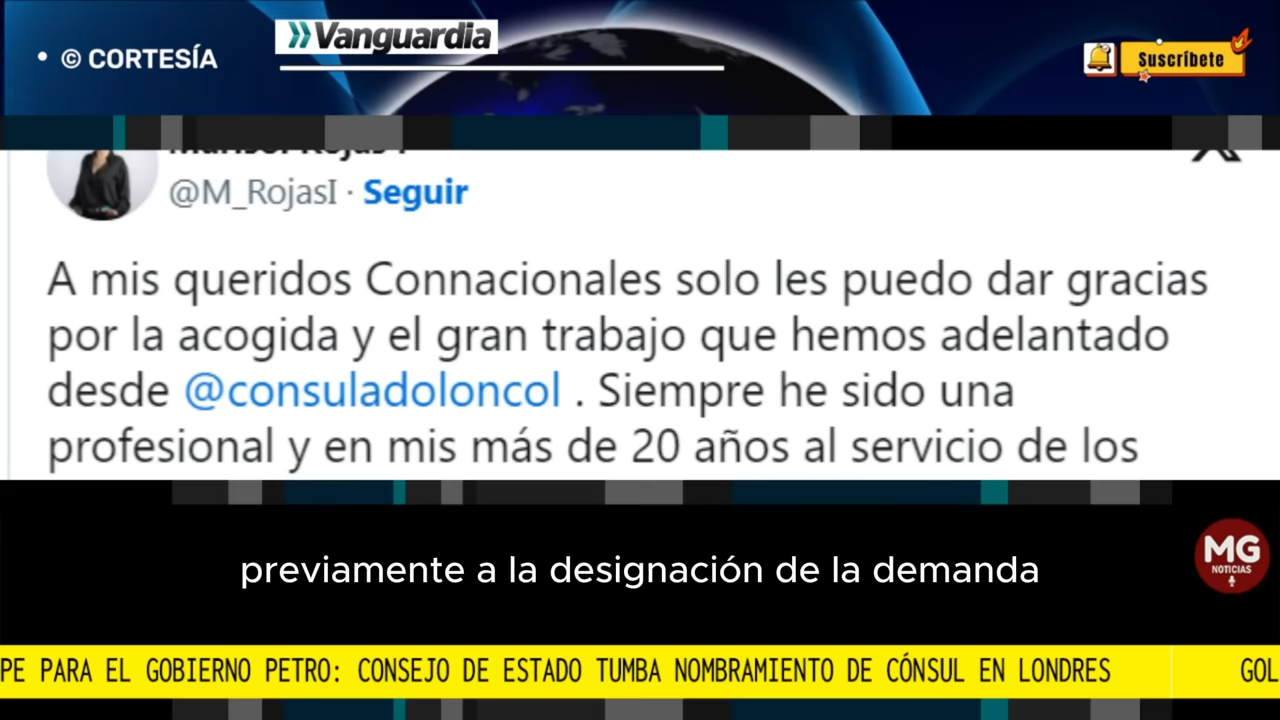 • © CORTESÍA
Vanguardia
Suscríbete
@M_RojasI · Seguir
A mis queridos Connacionales solo les puedo dar gracias
por la acogida y el gran trabajo que hemos adelantado
desde @consuladoloncol . Siempre he sido una
profesional y en mis más de 20 años al servicio de los
previamente a la designación de la demanda
MG
NOTICIAS
PE PARA EL GOBIERNO PETRO: CONSEJO DE ESTADO TUMBA NOMBRAMIENTO DE CÓNSUL EN LONDRES GOL